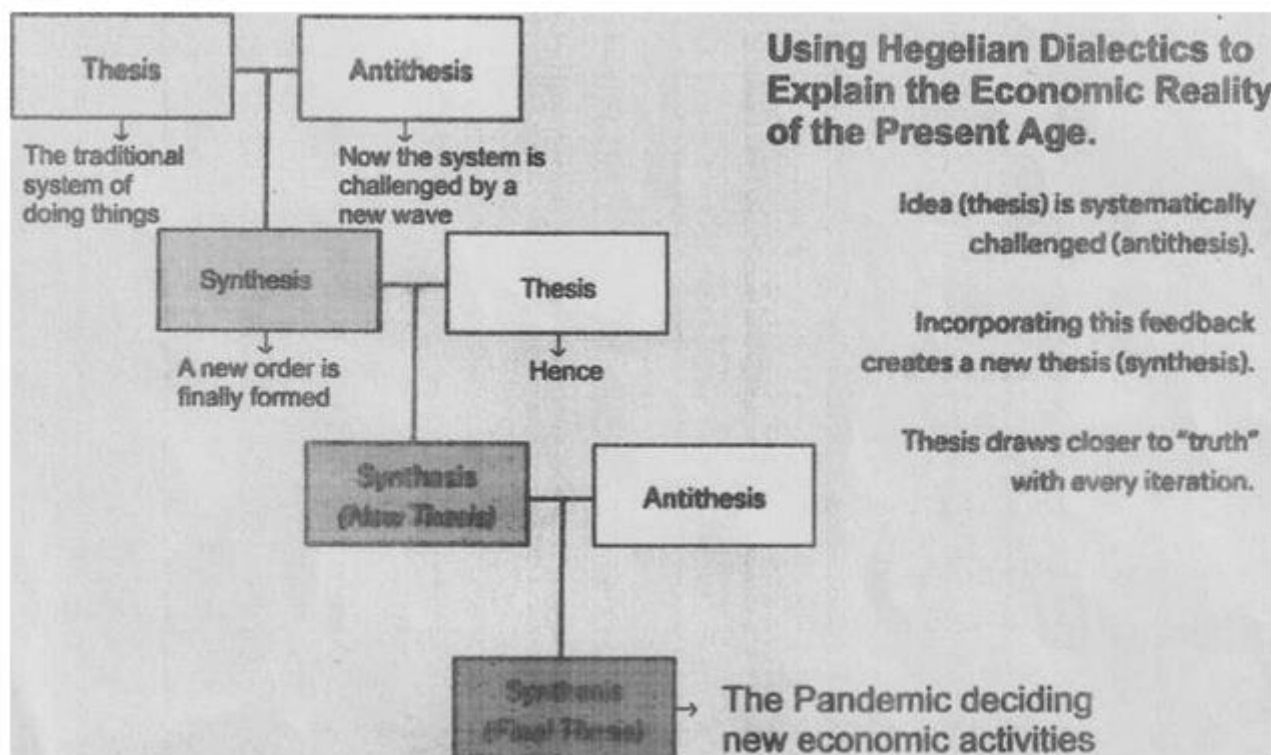 Thesis
Antithesis
Using Hegelian Dialectics to
Explain the Economic Reality
of the Present Age.
The traditional
system of
doing things
Now the system is
challenged by a
new wave
Idea (thesis) is systematically
challenged (antithesis).
Synthesis
Thesis
A new order is
finally formed
Hence
Incorporating this feedback
creates a new thesis (synthesis).
Thesis draws closer to "truth"
with every iteration.
Synthesis
(New Thesis)
Antithesis
Synthesis
(Final Thesis)
The Pandemic deciding
new economic activities